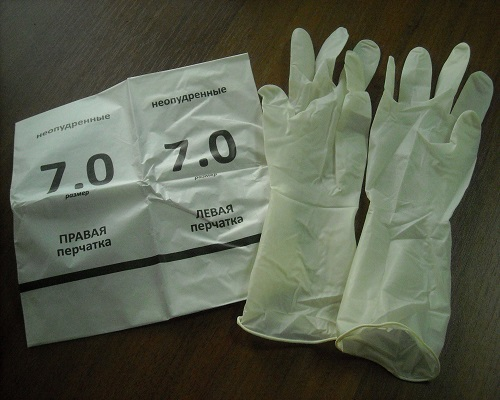 неопудренные
7.0
размер
ПРАВАЯ
перчатка
неопудренные
7.0
размер
ЛЕВАЯ
перчатка